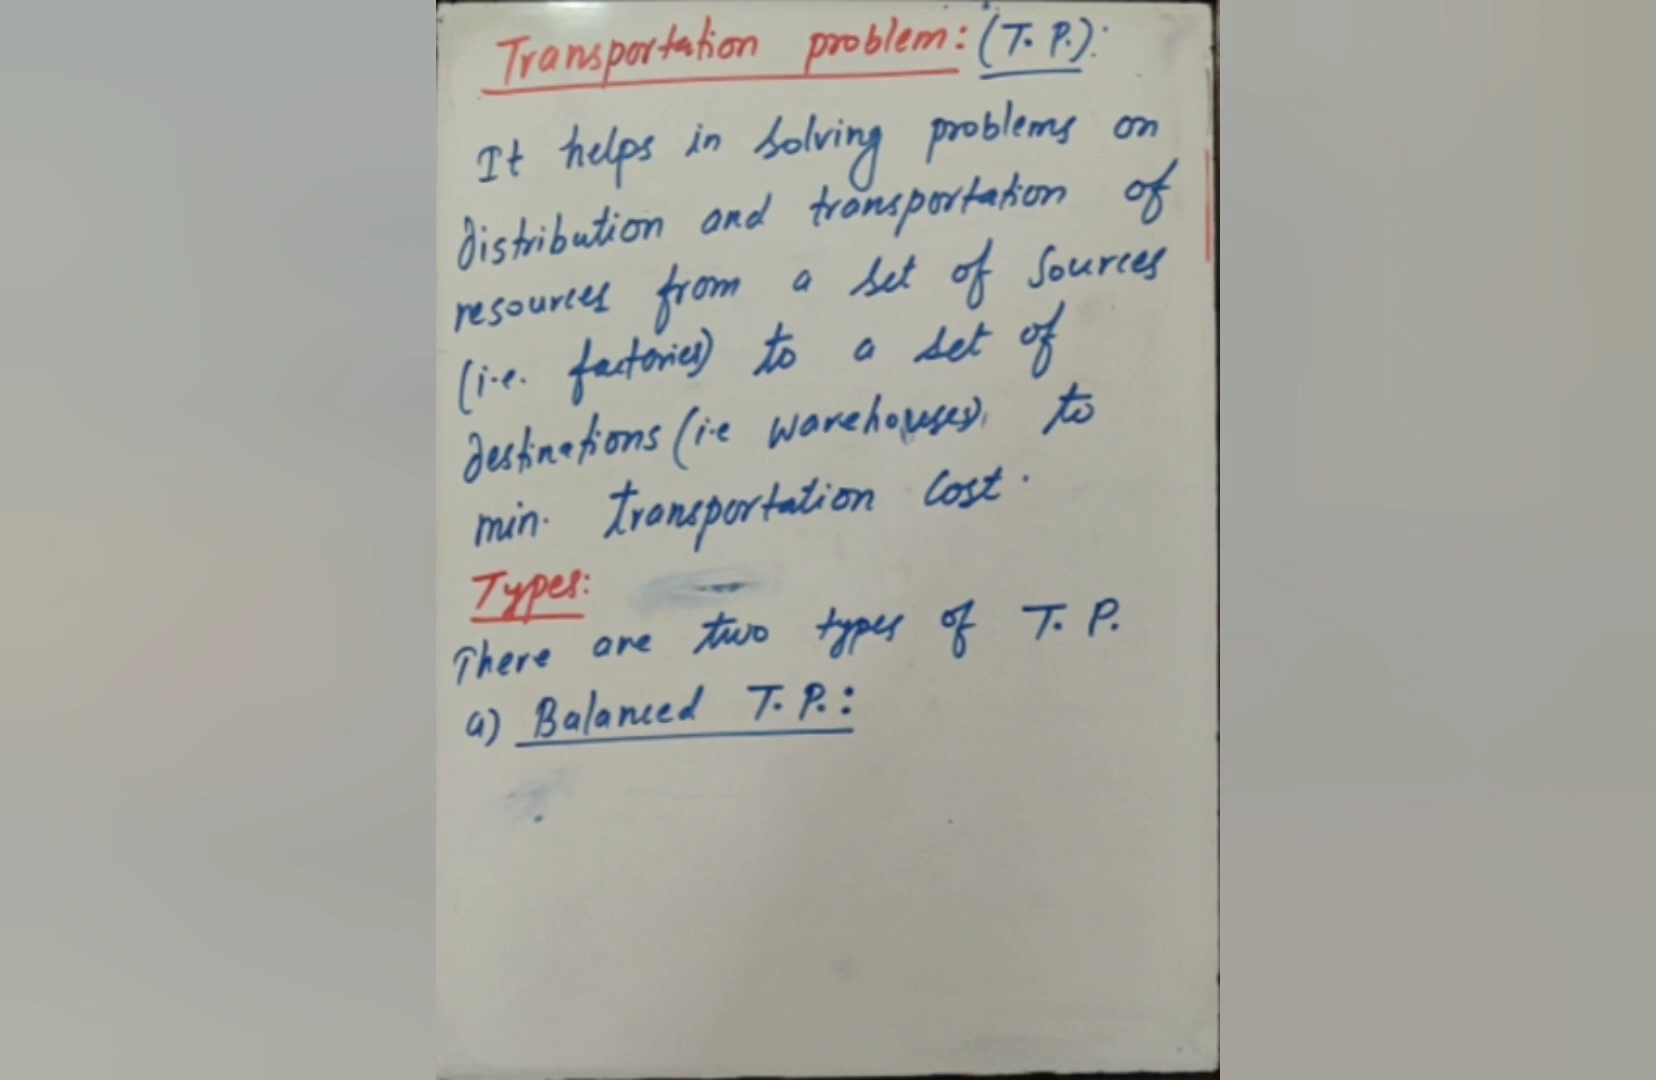 Transportation problem: (T. P.):
It helps in solving problems on
distribution and transportation of
resources from a set of sources
(i.e. factories) to a set of
destinations (i.e warehouses) to
min. transportation cost.
Types:
There are two types of T. P.
a) Balanced T. P.: